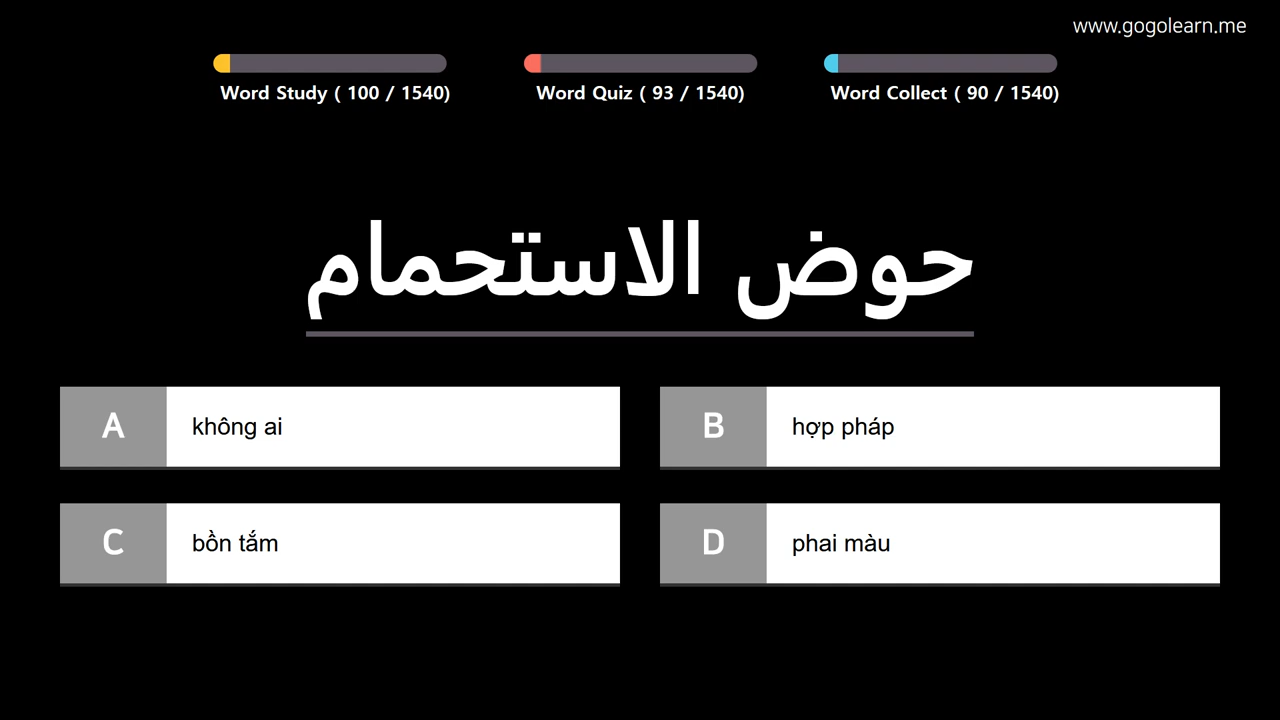 www.gogolearn.me
Word Study ( 100 / 1540)
Word Quiz ( 93 / 1540)
Word Collect ( 90 / 1540)
حوض الاستحمام
A
không ai
B
hợp pháp
C
bồn tắm
D
phai màu